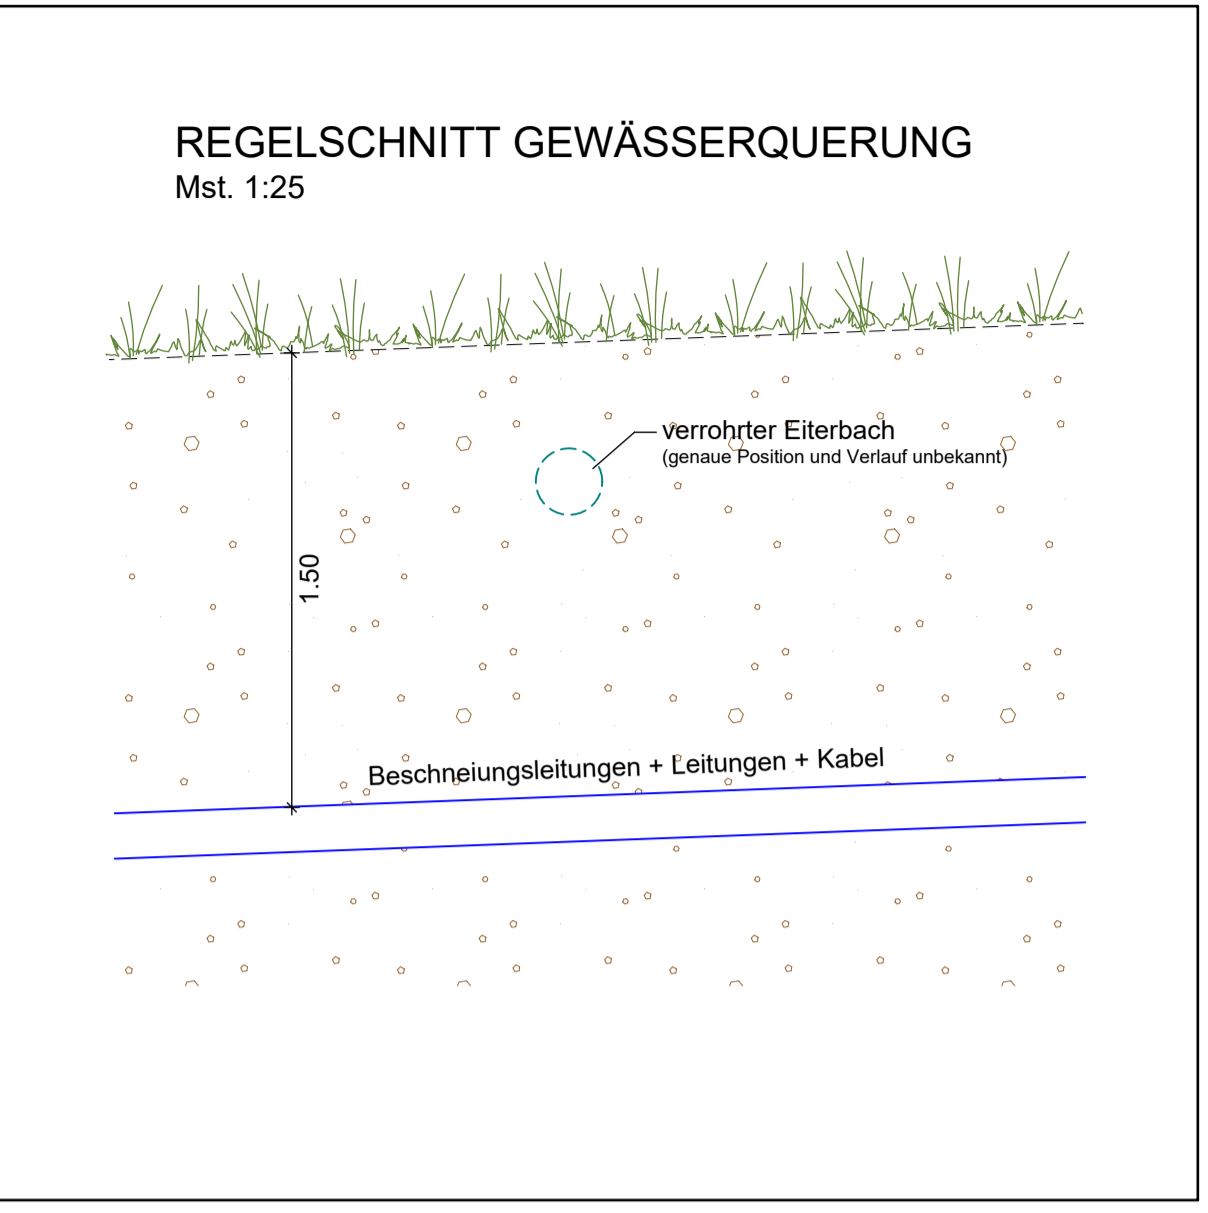 REGELSCHNITT GEWÄSSERQUERUNG
Mst. 1:25
verrohrter Eiterbach
(genaue Position und Verlauf unbekannt)
1.50
Beschneiungsleitungen + Leitungen + Kabel